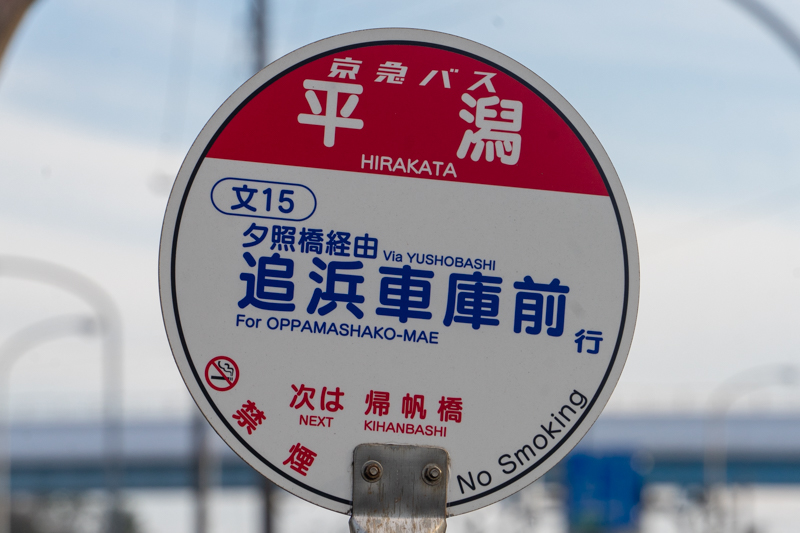 京急バス
平潟
HIRAKATA
文15
夕照橋経由 Via YUSHOBASHI
追浜車庫前 行
For OPPAMASHAKO-MAE
次は 帰帆橋
NEXT KIHANBASHI
禁煙
No Smoking